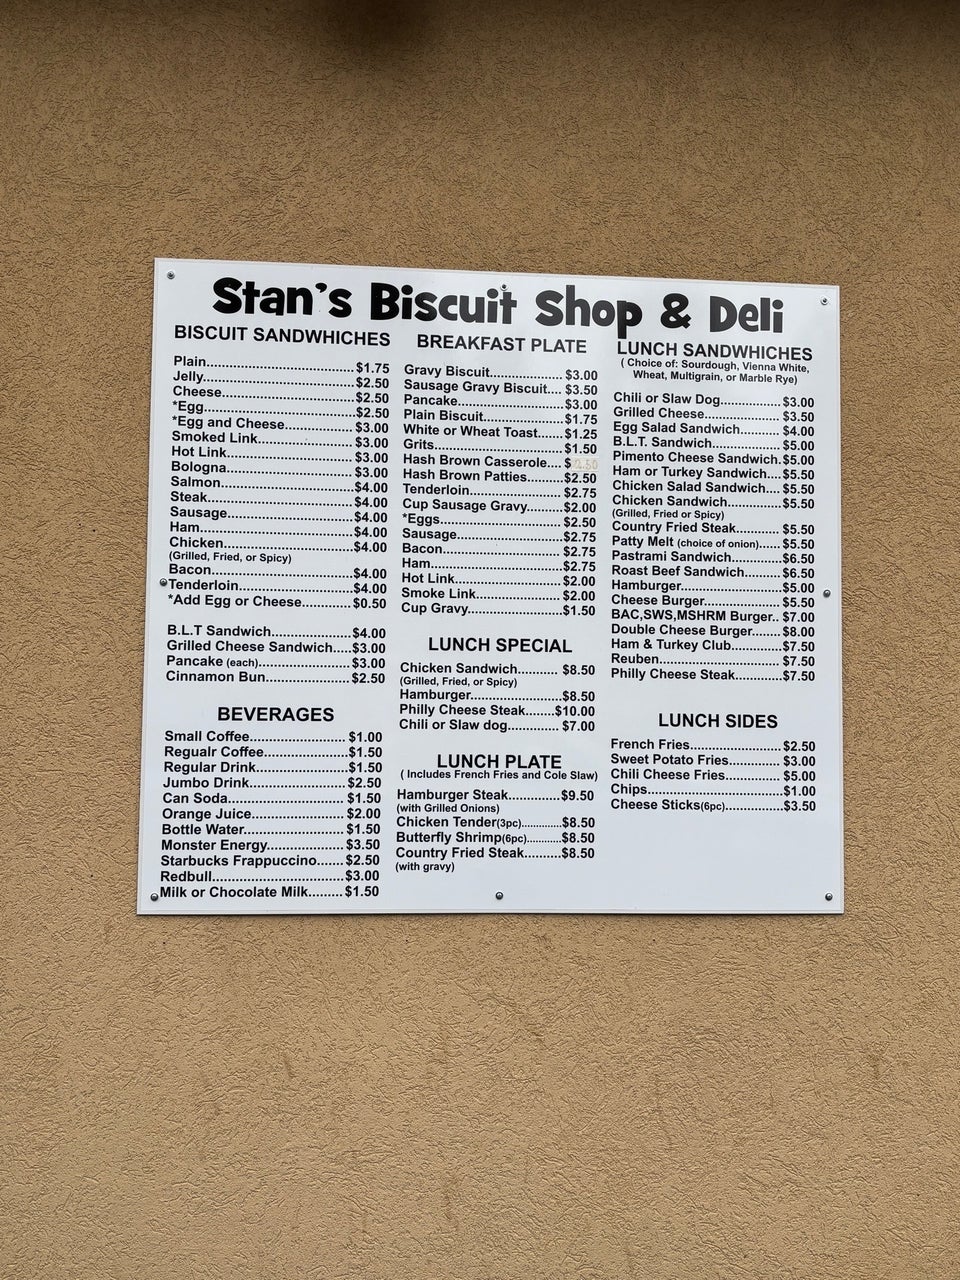 Stan's Biscuit Shop & Deli
BISCUIT SANDWHICHES
Plain................................$1.75
Jelly................................$2.50
Cheese................................$2.50
*Egg................................$2.50
*Egg and Cheese................$3.00
Smoked Link......................$3.00
Hot Link............................$3.00
Bologna............................$3.00
Salmon............................$4.00
Steak................................$4.00
Sausage............................$4.00
Ham................................$4.00
Chicken............................$4.00
(Grilled, Fried, or Spicy)
Bacon................................$4.00
Tenderloin.........................$4.00
*Add Egg or Cheese............$0.50
B.L.T Sandwich...................$4.00
Grilled Cheese Sandwich.....$3.00
Pancake (each)...................$3.00
Cinnamon Bun...................$2.50
BEVERAGES
Small Coffee......................$1.00
Regualr Coffee...................$1.50
Regular Drink.....................$1.50
Jumbo Drink......................$2.50
Can Soda..........................$1.50
Orange Juice......................$2.00
Bottle Water......................$1.50
Monster Energy..................$3.50
Starbucks Frappuccino.......$2.50
Redbull.............................$3.00
Milk or Chocolate Milk.........$1.50
BREAKFAST PLATE
Gravy Biscuit..................$3.00
Sausage Gravy Biscuit.... $3.50
Pancake..........................$3.00
Plain Biscuit....................$1.75
White or Wheat Toast.......$1.25
Grits...............................$1.50
Hash Brown Casserole.... $2.50
Hash Brown Patties.........$2.50
Tenderloin......................$2.75
Cup Sausage Gravy.........$2.00
*Eggs.............................$2.50
Sausage.........................$2.75
Bacon............................$2.75
Ham...............................$2.75
Hot Link.........................$2.00
Smoke Link....................$2.00
Cup Gravy......................$1.50
LUNCH SPECIAL
Chicken Sandwich.......... $8.50
(Grilled, Fried, or Spicy)
Hamburger......................$8.50
Philly Cheese Steak.......$10.00
Chili or Slaw dog.............$7.00
LUNCH PLATE
( Includes French Fries and Cole Slaw)
Hamburger Steak.............$9.50
(with Grilled Onions)
Chicken Tender(3pc).............$8.50
Butterfly Shrimp(6pc)............$8.50
Country Fried Steak..........$8.50
(with gravy)
LUNCH SANDWHICHES
( Choice of: Sourdough, Vienna White,
Wheat, Multigrain, or Marble Rye)
Chili or Slaw Dog...............$3.00
Grilled Cheese...................$3.50
Egg Salad Sandwich..........$4.00
B.L.T. Sandwich.................$5.00
Pimento Cheese Sandwich.$5.00
Ham or Turkey Sandwich....$5.50
Chicken Salad Sandwich....$5.50
Chicken Sandwich..............$5.50
(Grilled, Fried or Spicy)
Country Fried Steak............$5.50
Patty Melt (choice of onion)......$5.50
Pastrami Sandwich.............$6.50
Roast Beef Sandwich.........$6.50
Hamburger.........................$5.00
Cheese Burger...................$5.50
BAC,SWS,MSHRM Burger..$7.00
Double Cheese Burger.......$8.00
Ham & Turkey Club............$7.50
Reuben..............................$7.50
Philly Cheese Steak............$7.50
LUNCH SIDES
French Fries......................$2.50
Sweet Potato Fries.............$3.00
Chili Cheese Fries..............$5.00
Chips.................................$1.00
Cheese Sticks(6pc).............$3.50